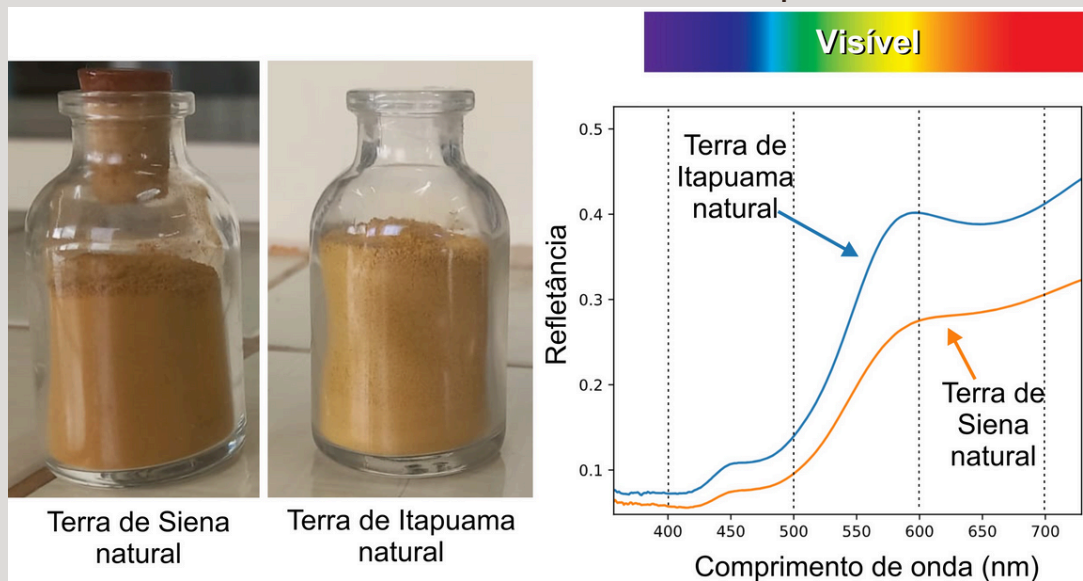 Visível
Terra de Siena
natural
Terra de Itapuama
natural
Refletância
0.5
0.4
0.3
0.2
0.1
Terra de
Itapuama
natural
Terra de
Siena
natural
400
450
500
550
600
650
700
Comprimento de onda (nm)